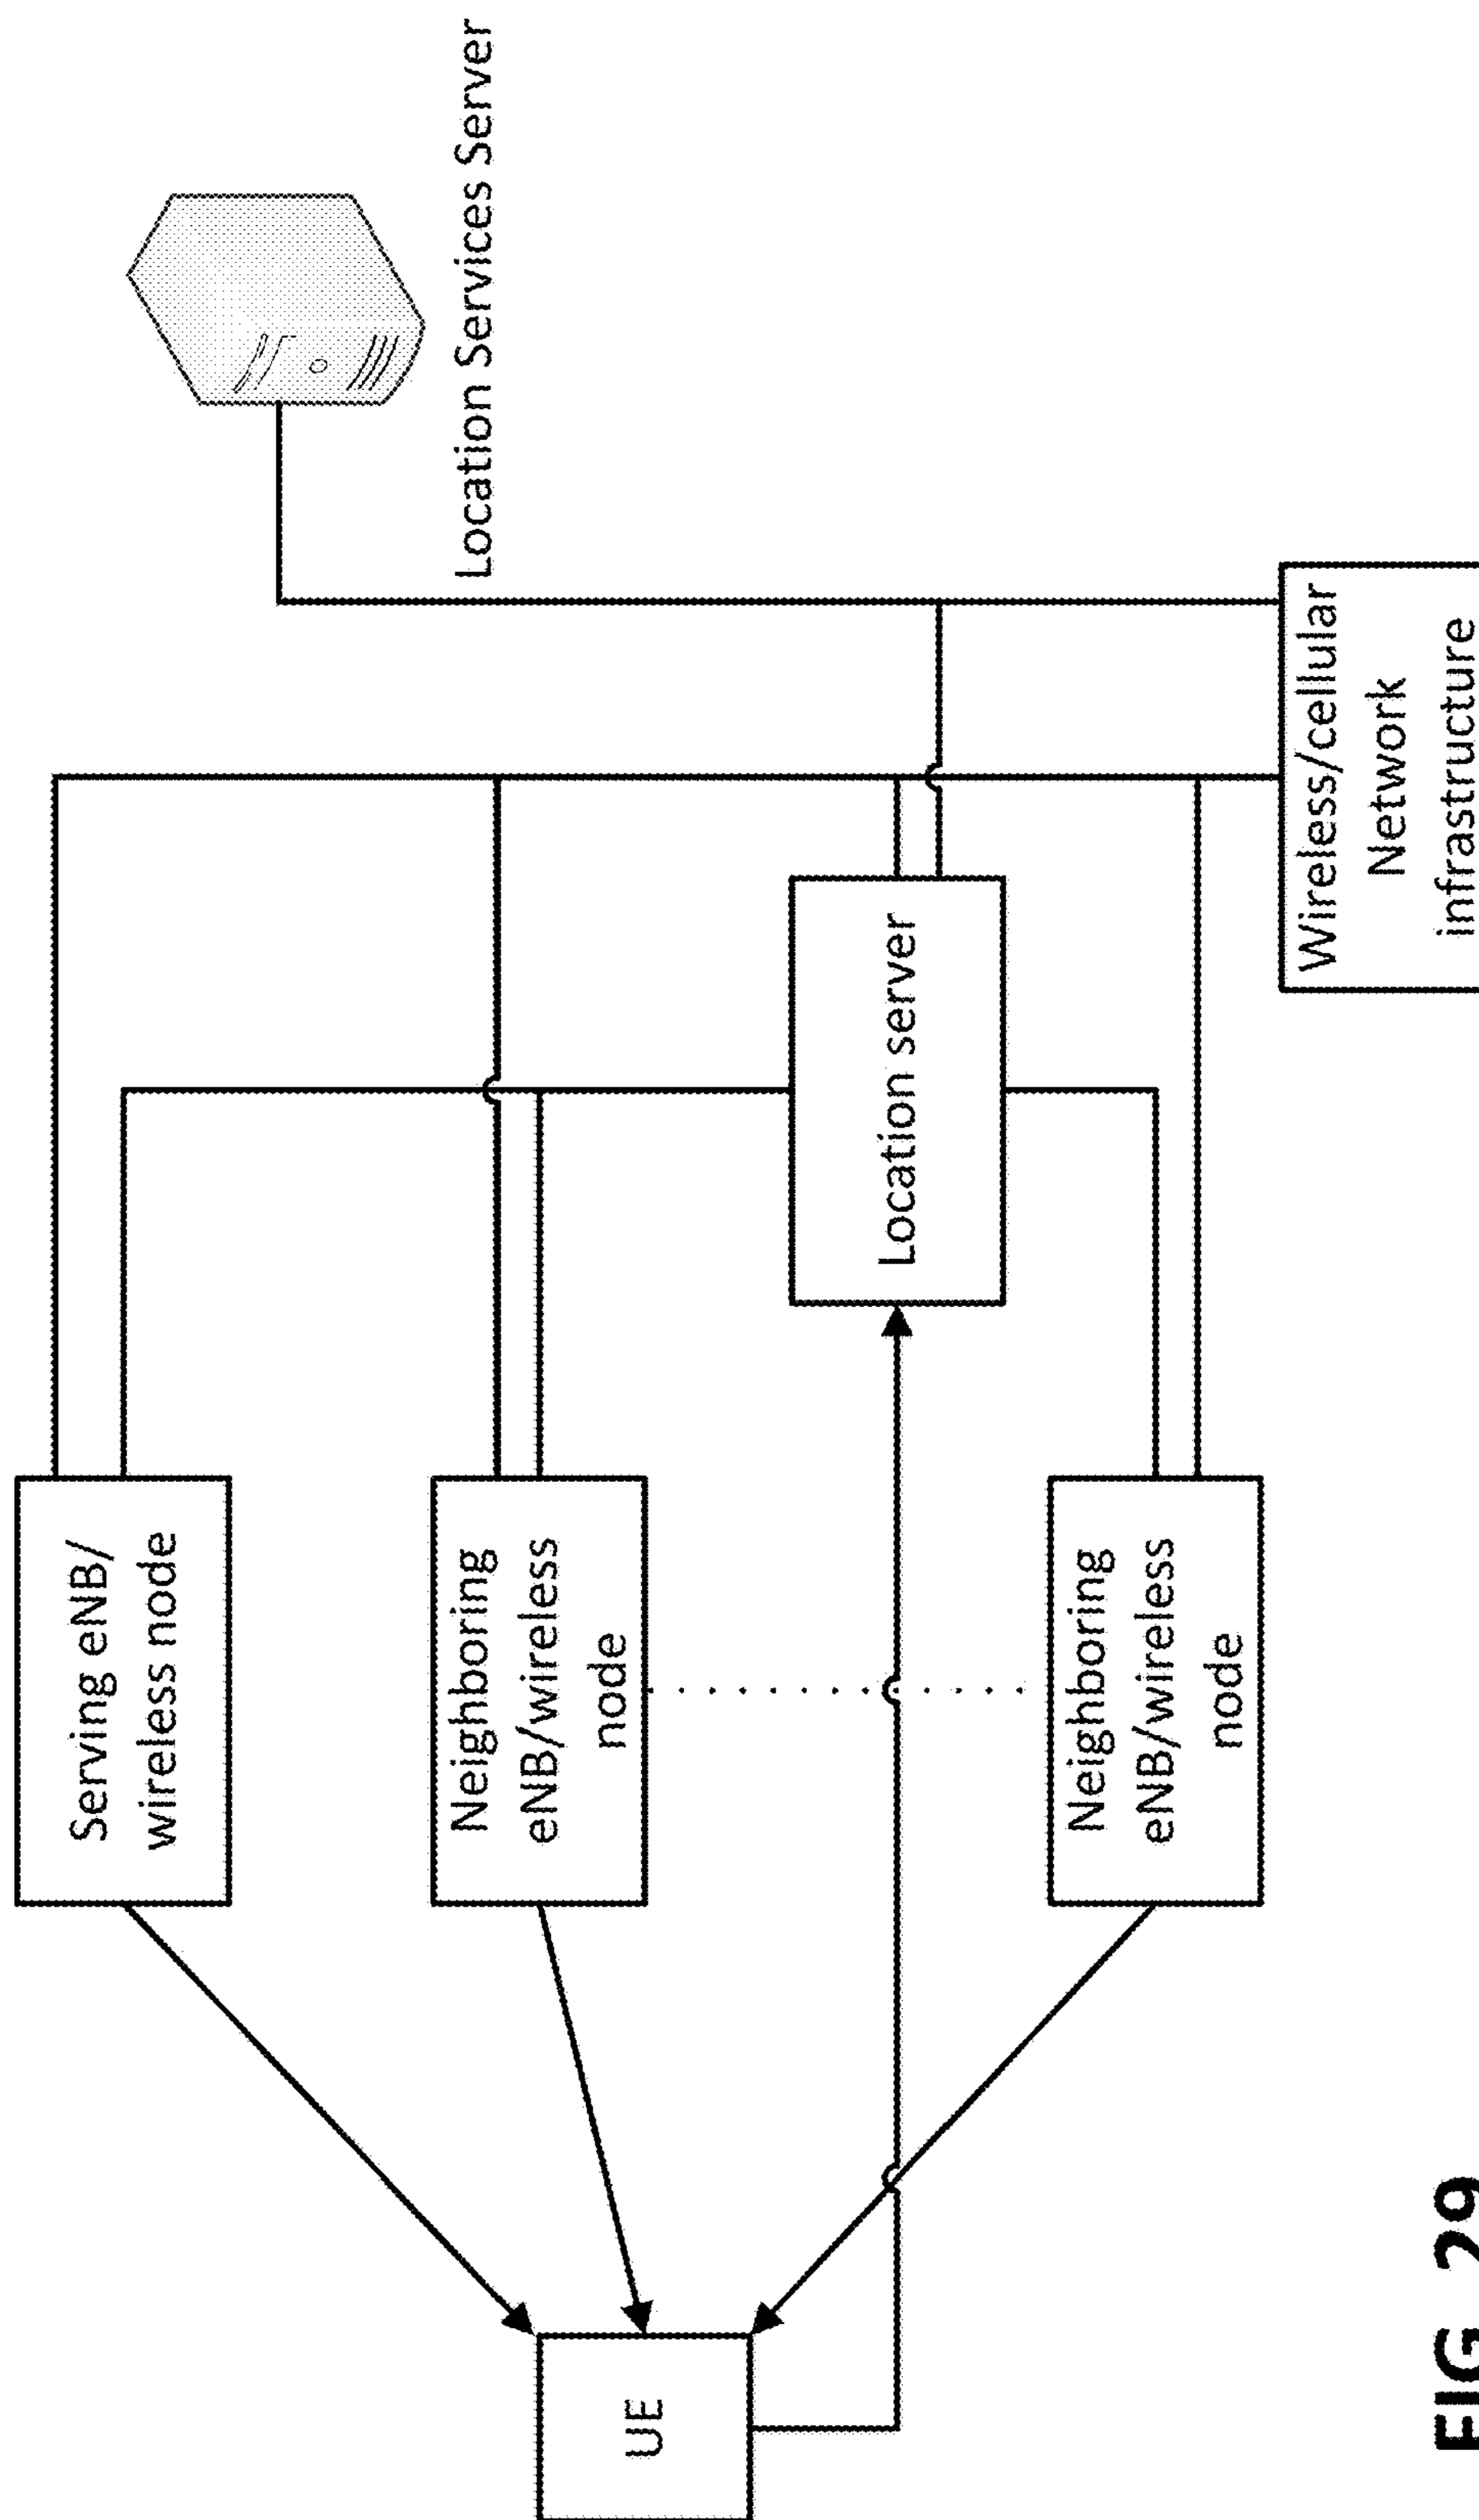 Serving eNB/
wireless node
Location Services Server
Neighboring
eNB/wireless
node
UE
Location server
Neighboring
eNB/wireless
node
Wireless/cellular
Network
infrastructure
FIG 29